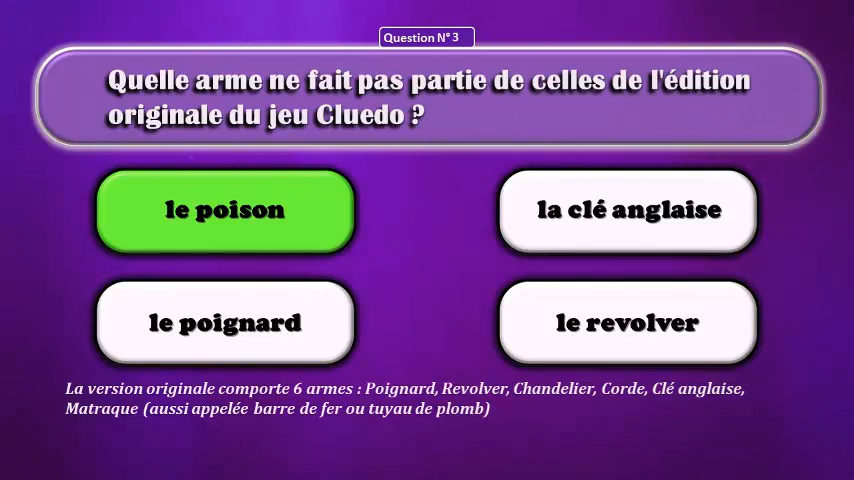 Question N° 3
Quelle arme ne fait pas partie de celles de l'édition
originale du jeu Cluedo ?
le poison
la clé anglaise
le poignard
le revolver
La version originale comporte 6 armes : Poignard, Revolver, Chandelier, Corde, Clé anglaise,
Matraque (aussi appelée barre de fer ou tuyau de plomb)